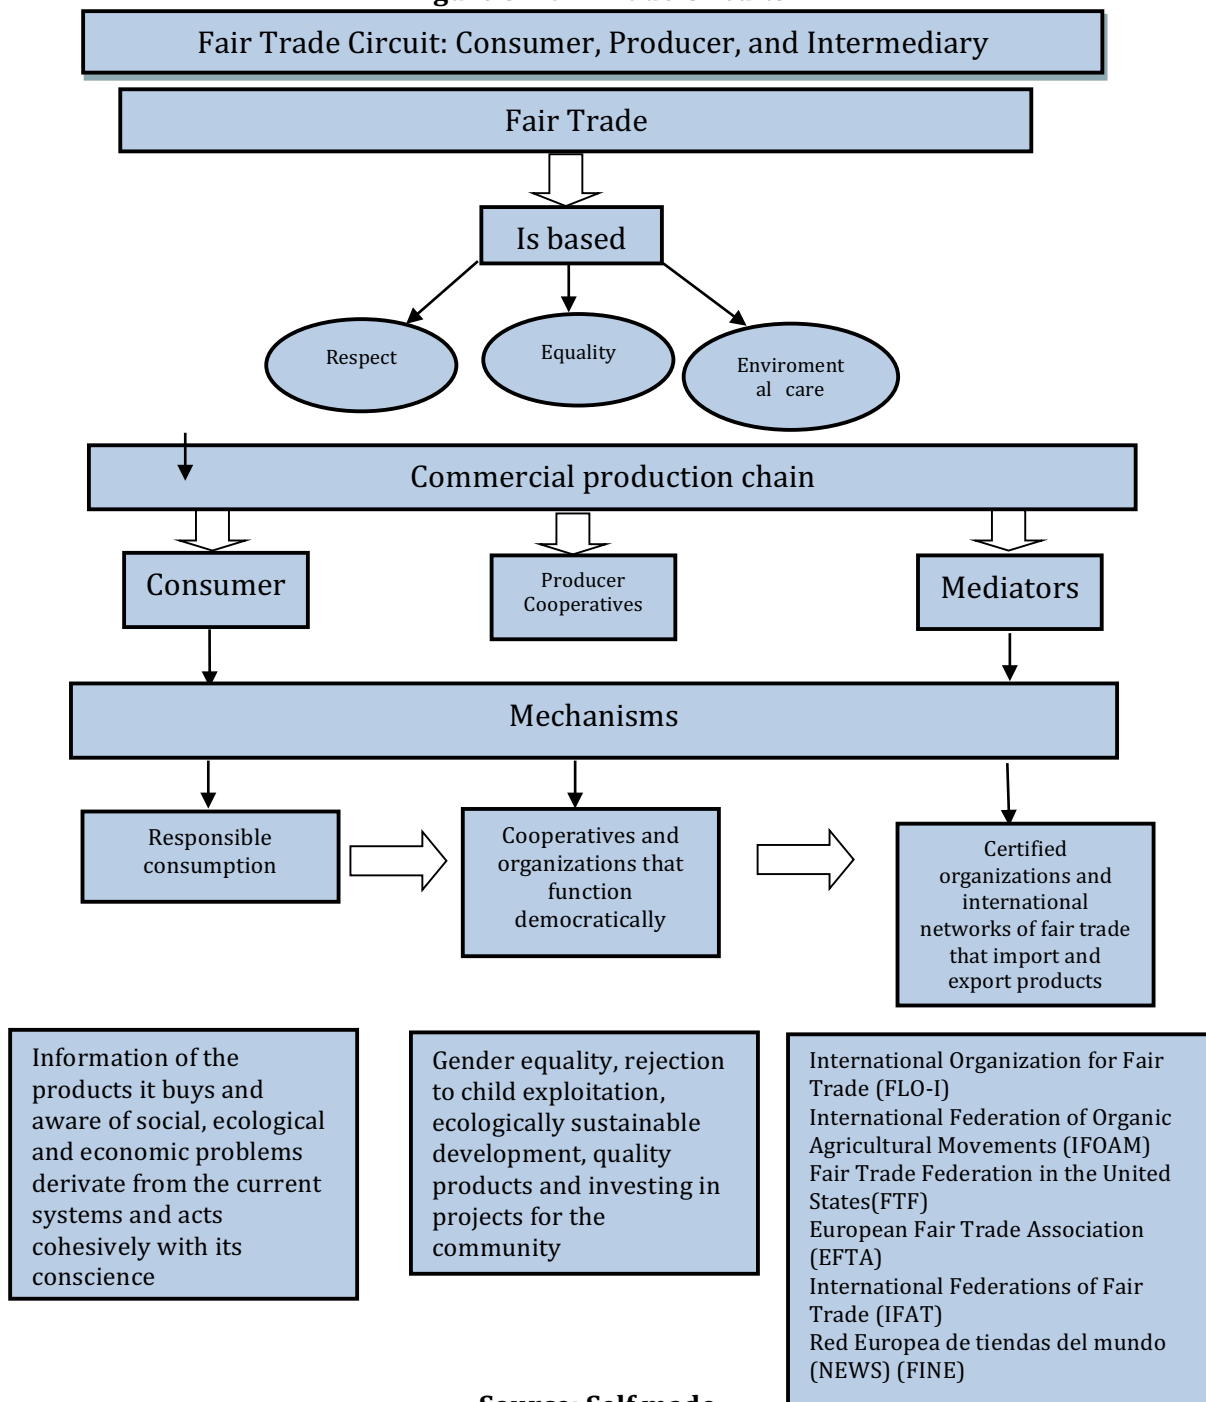 Fair Trade Circuit: Consumer, Producer, and Intermediary
Fair Trade
Is based
Respect
Equality
Enviroment
al care
Commercial production chain
Consumer
Producer
Cooperatives
Mediators
Mechanisms
Responsible
consumption
Cooperatives and
organizations that
function
democratically
Certified
organizations and
international
networks of fair trade
that import and
export products
Information of the
products it buys and
aware of social, ecological
and economic problems
derivate from the current
systems and acts
cohesively with its
conscience
Gender equality, rejection
to child exploitation,
ecologically sustainable
development, quality
products and investing in
projects for the
community
International Organization for Fair
Trade (FLO-I)
International Federation of Organic
Agricultural Movements (IFOAM)
Fair Trade Federation in the United
States(FTF)
European Fair Trade Association
(EFTA)
International Federations of Fair
Trade (IFAT)
Red Europea de tiendas del mundo
(NEWS) (FINE)
Source: Self made